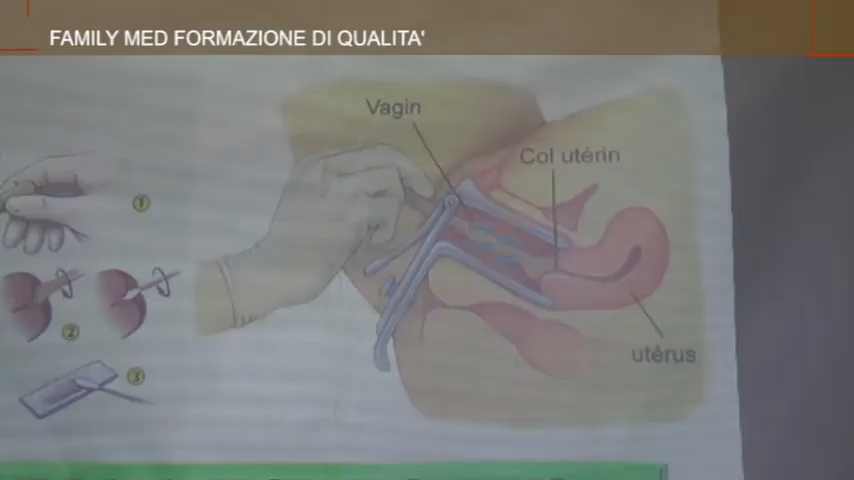 FAMILY MED FORMAZIONE DI QUALITA'
Vagin
Col utérin
1
2
3
utérus